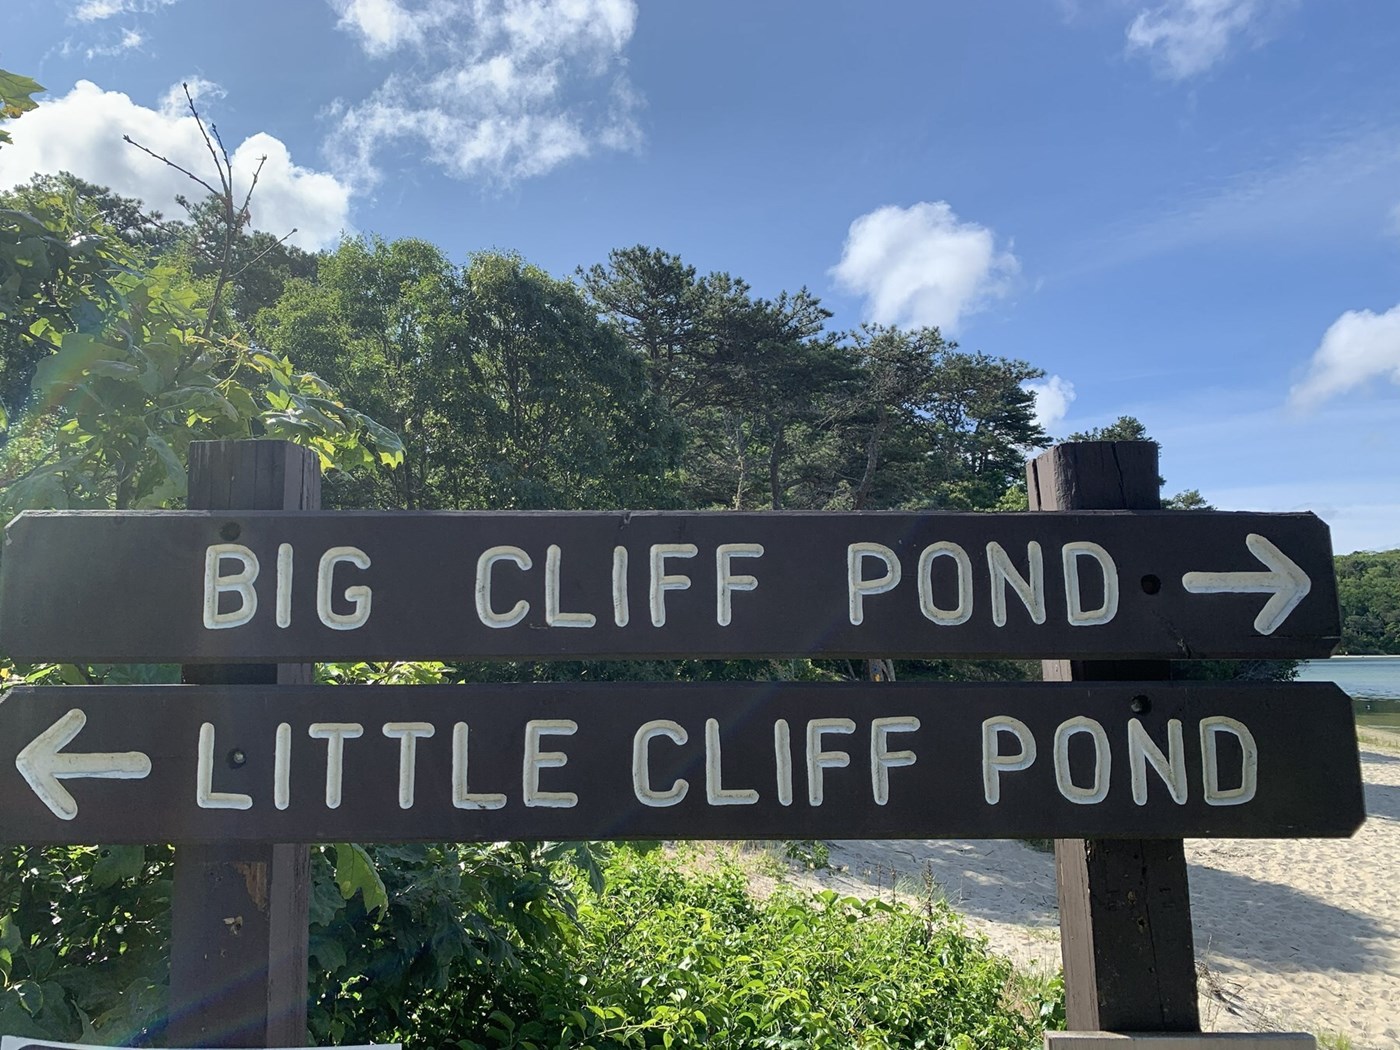 BIG CLIFF POND →
← LITTLE CLIFF POND